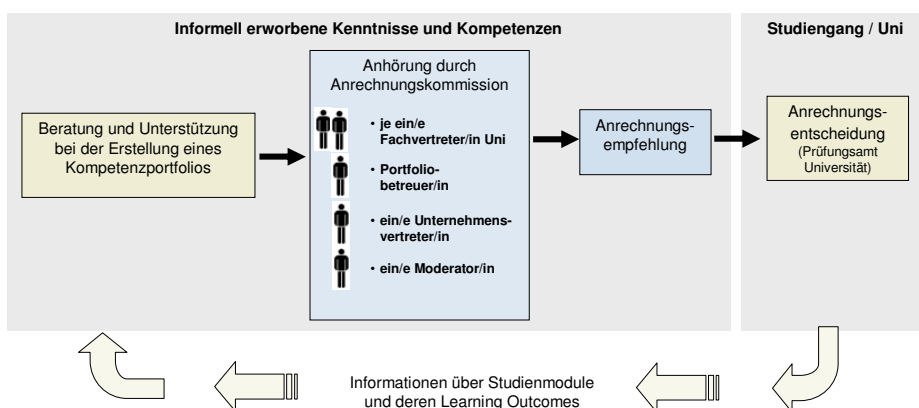 Informell erworbene Kenntnisse und Kompetenzen
Studiengang / Uni
Beratung und Unterstützung
bei der Erstellung eines
Kompetenzportfolios
Anhörung durch
Anrechnungskommission
• je ein/e
Fachvertreter/in Uni
• Portfolio-
betreuer/in
• ein/e Unternehmens-
vertreter/in
• ein/e Moderator/in
Anrechnungs-
empfehlung
Anrechnungs-
entscheidung
(Prüfungsamt
Universität)
Informationen über Studienmodule
und deren Learning Outcomes